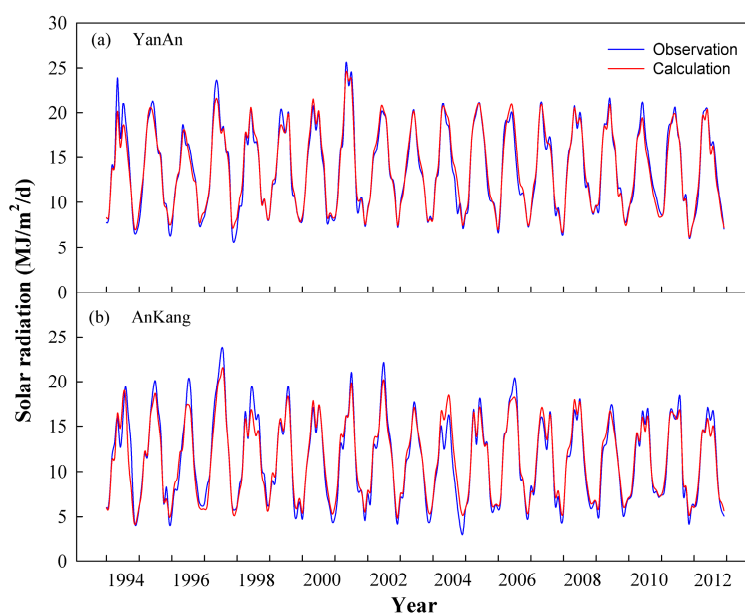 30
(a) YanAn
Observation
Calculation
25
20
15
10
5
0
Solar radiation (MJ/m²/d)
(b) AnKang
25
20
15
10
5
0
1994 1996 1998 2000 2002 2004 2006 2008 2010 2012
Year